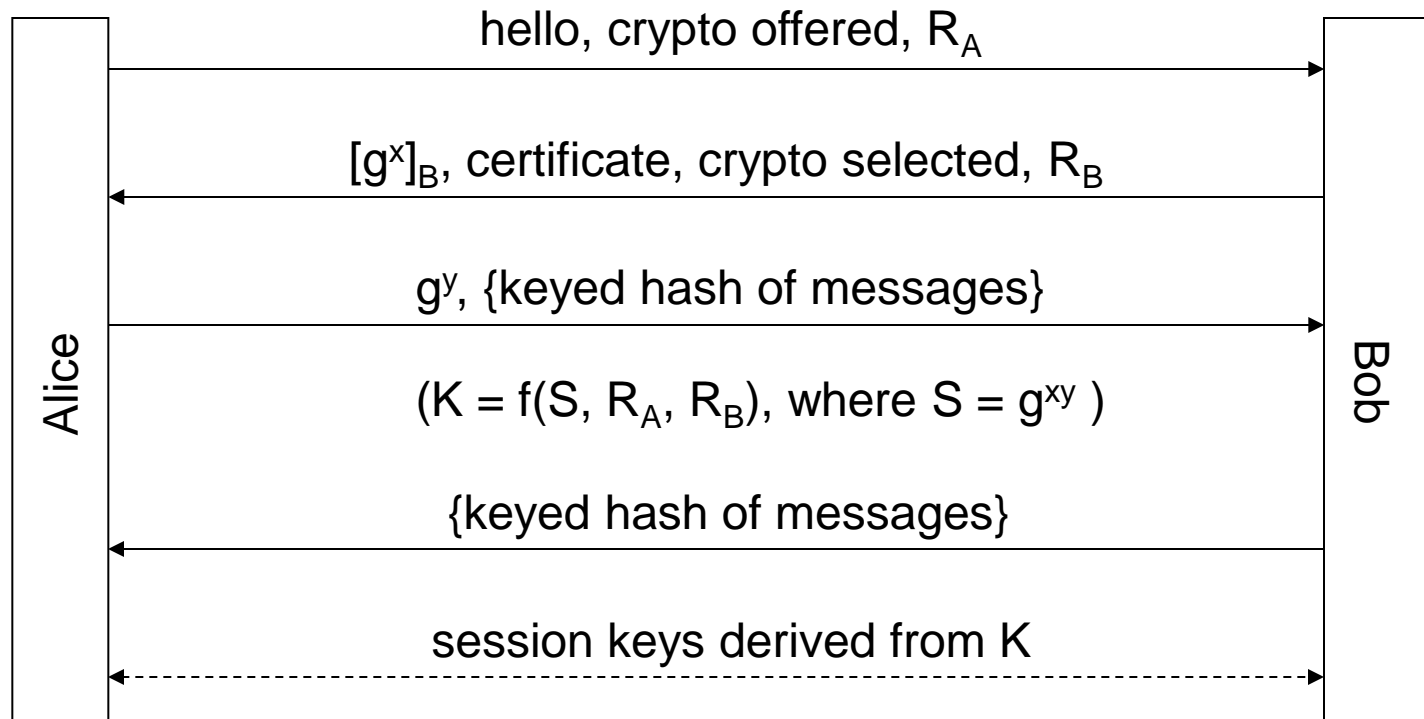 hello, crypto offered, R_A
[g^x]_B, certificate, crypto selected, R_B
g^y, {keyed hash of messages}
Alice
Bob
(K = f(S, R_A, R_B), where S = g^xy )
{keyed hash of messages}
session keys derived from K